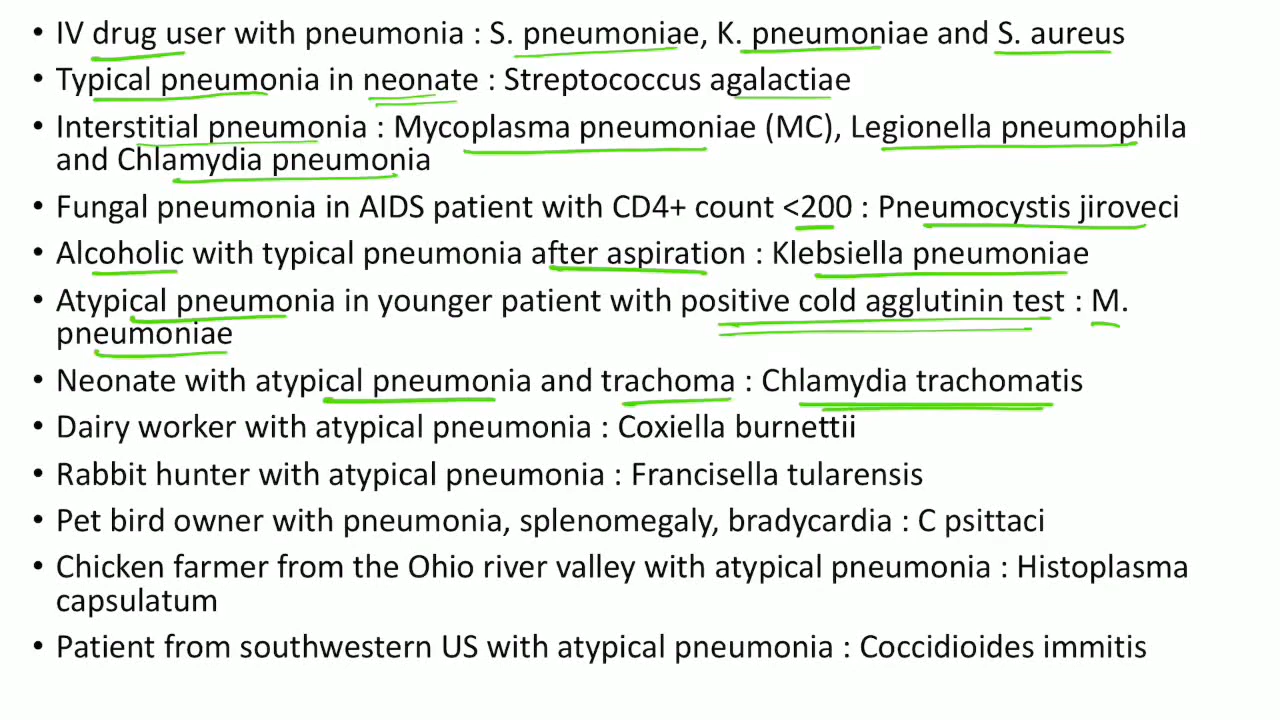 • IV drug user with pneumonia : S. pneumoniae, K. pneumoniae and S. aureus
• Typical pneumonia in neonate : Streptococcus agalactiae
• Interstitial pneumonia : Mycoplasma pneumoniae (MC), Legionella pneumophila
and Chlamydia pneumonia
• Fungal pneumonia in AIDS patient with CD4+ count <200 : Pneumocystis jiroveci
• Alcoholic with typical pneumonia after aspiration : Klebsiella pneumoniae
• Atypical pneumonia in younger patient with positive cold agglutinin test : M.
pneumoniae
• Neonate with atypical pneumonia and trachoma : Chlamydia trachomatis
• Dairy worker with atypical pneumonia : Coxiella burnettii
• Rabbit hunter with atypical pneumonia : Francisella tularensis
• Pet bird owner with pneumonia, splenomegaly, bradycardia : C psittaci
• Chicken farmer from the Ohio river valley with atypical pneumonia : Histoplasma
capsulatum
• Patient from southwestern US with atypical pneumonia : Coccidioides immitis